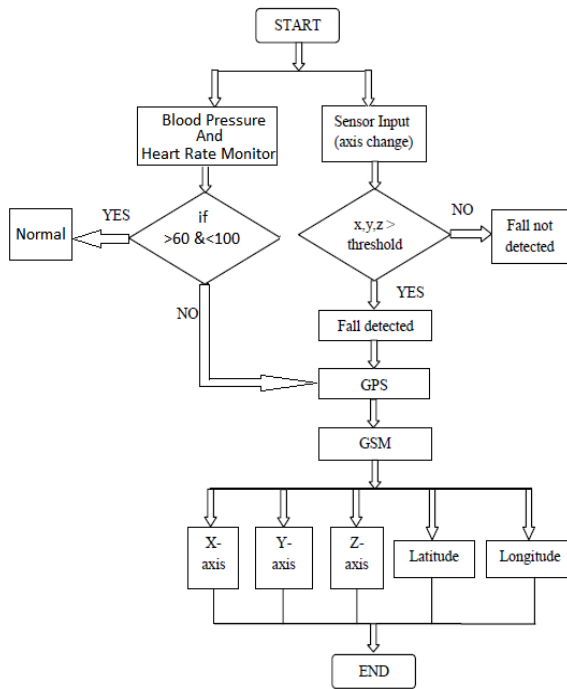 START
Blood Pressure
And
Heart Rate Monitor
Sensor Input
(axis change)
YES
if
>60 &<100
Normal
x,y,z >
threshold
NO
Fall not
detected
NO
YES
Fall detected
GPS
GSM
X-
axis
Y-
axis
Z-
axis
Latitude
Longitude
END